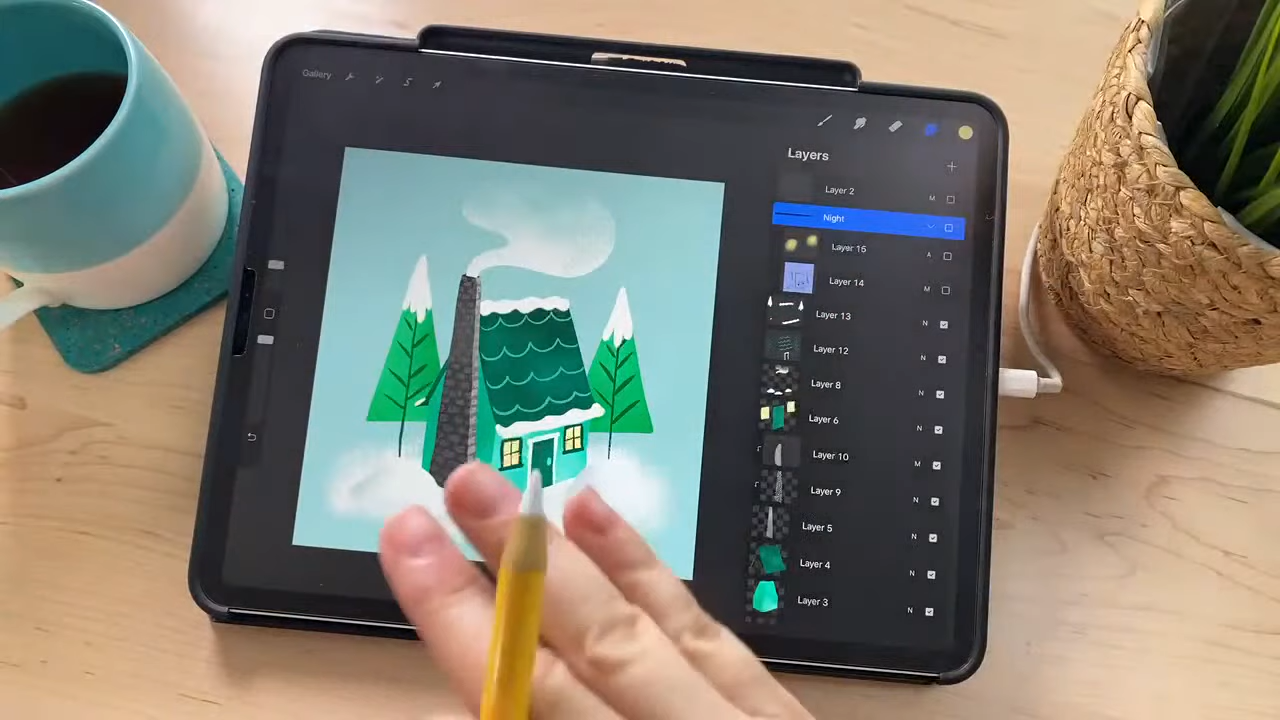 Gallery
Layers
Layer 2 M
Night
Layer 15 A
Layer 14 M
Layer 13 N
Layer 12 N
Layer 8 N
Layer 6 N
Layer 10 M
Layer 9 N
Layer 5 N
Layer 4 N
Layer 3 N